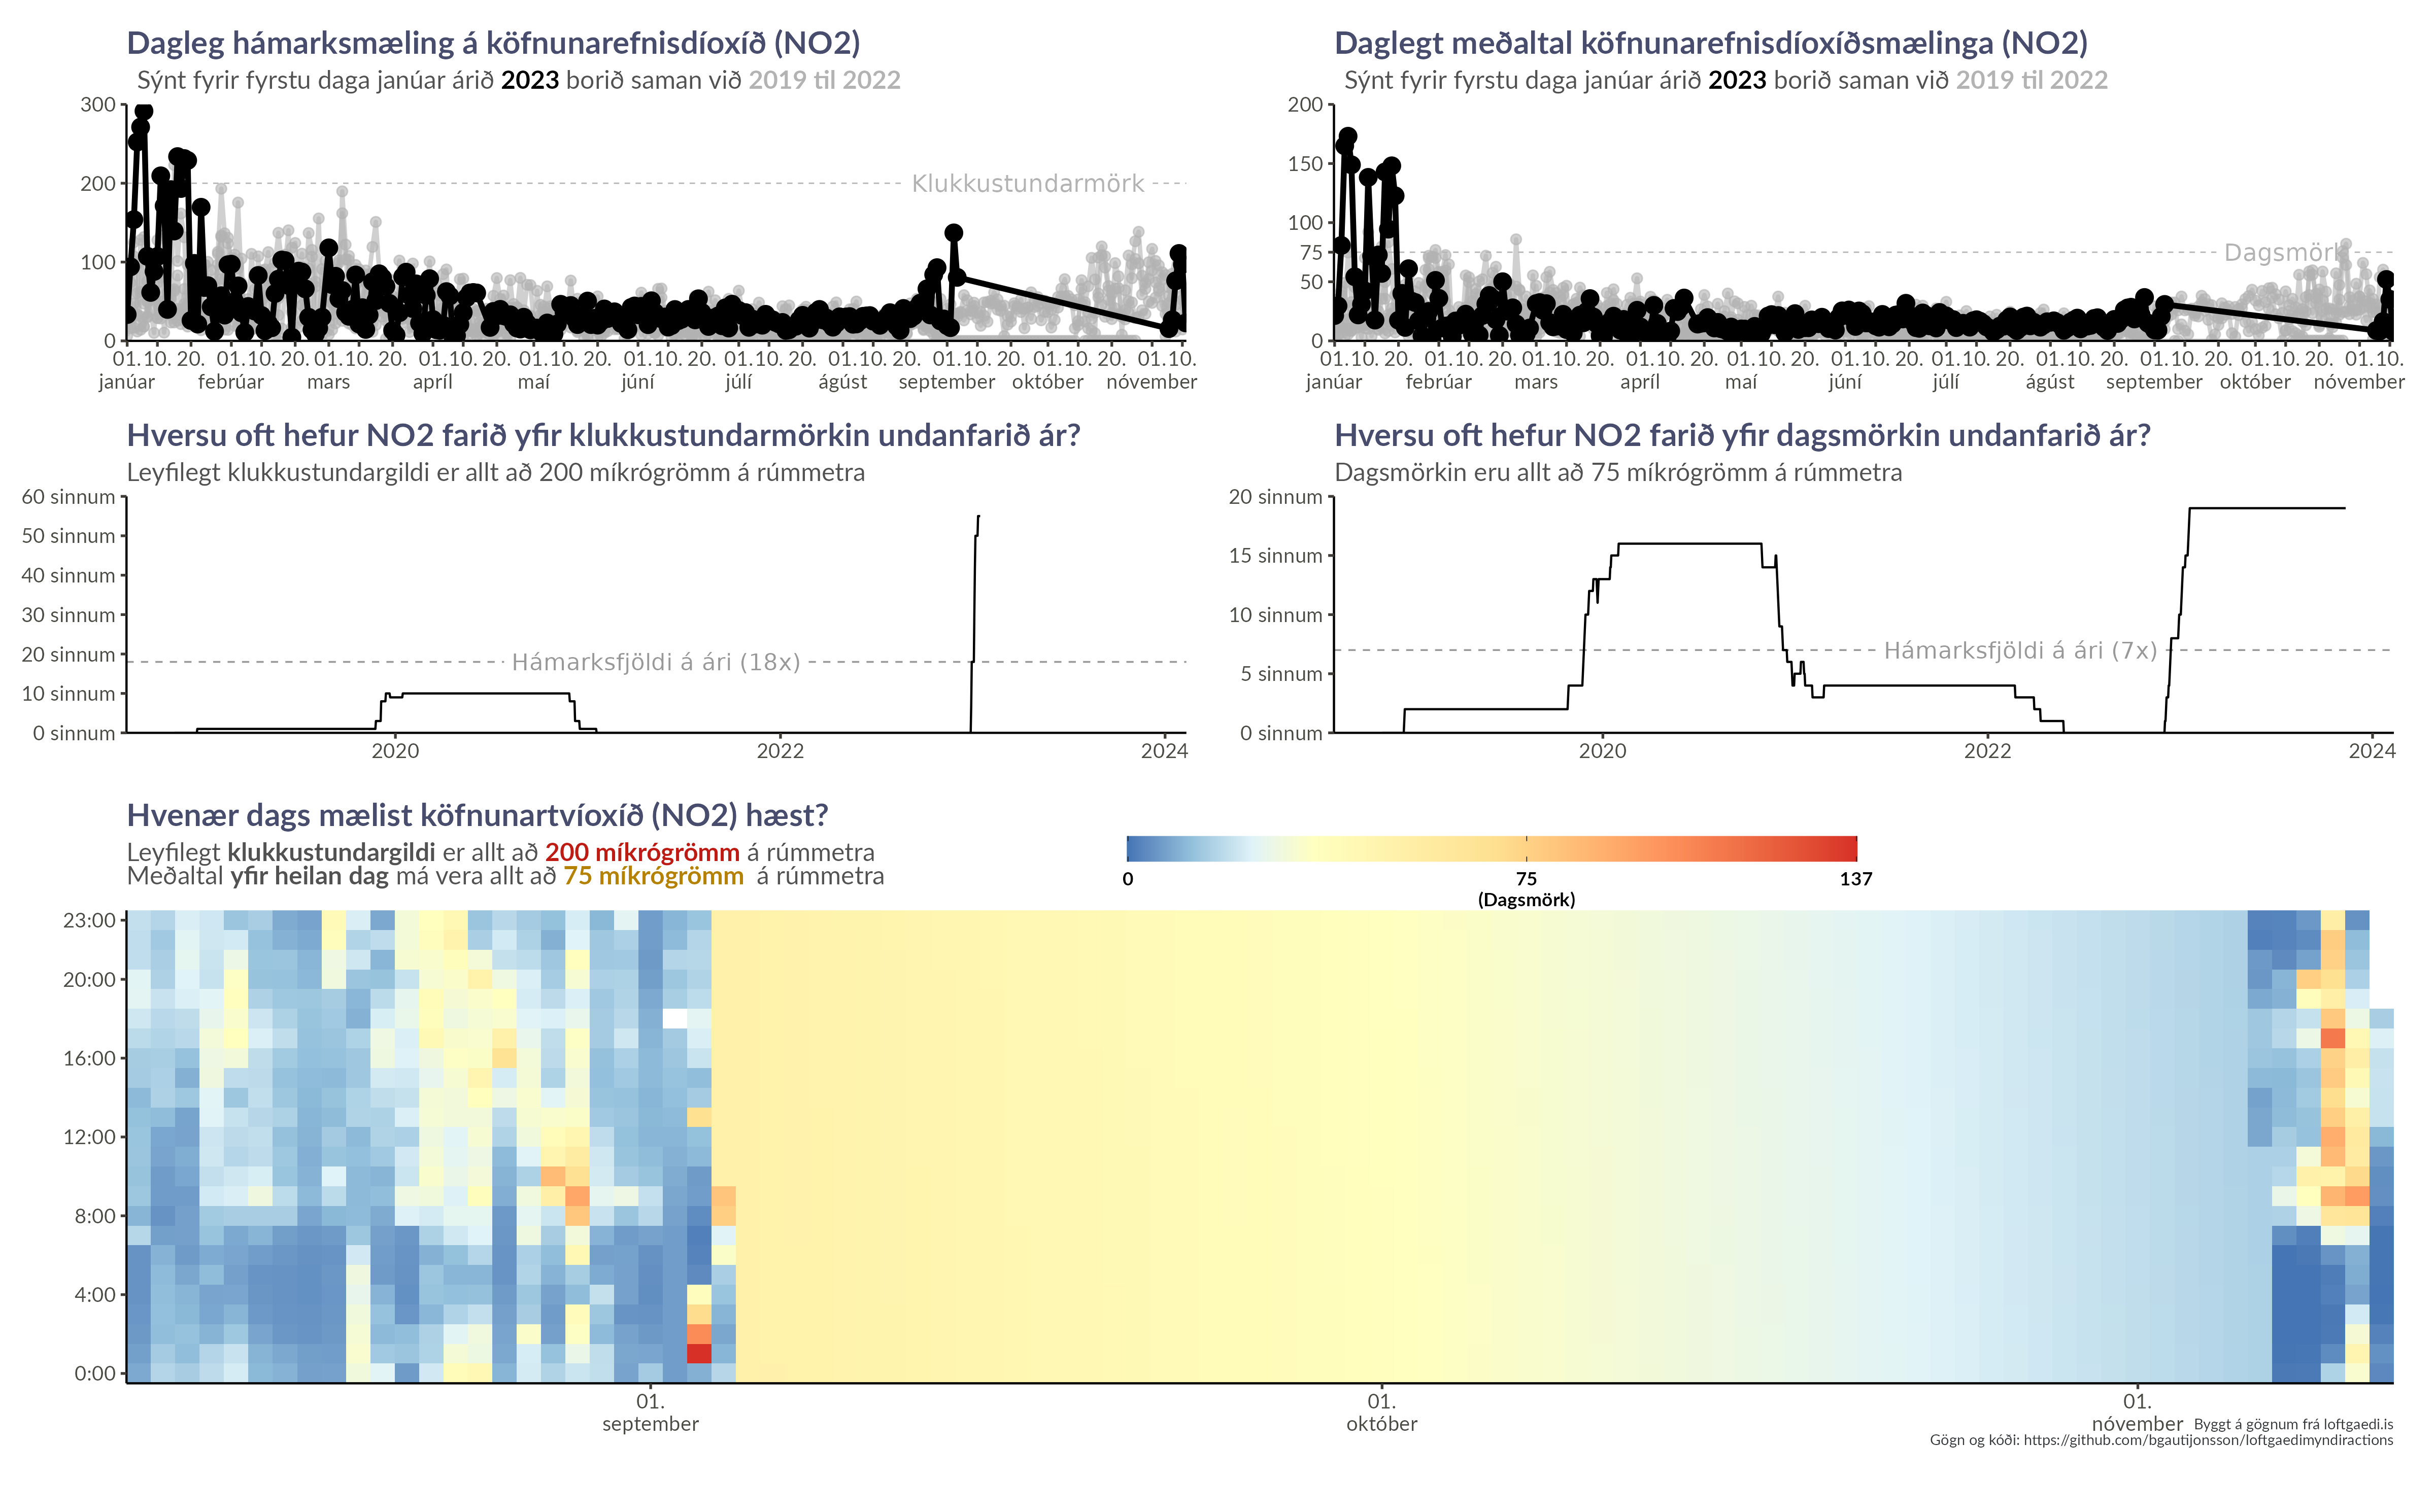 Dagleg hámarksmæling á köfnunarefnisdíoxíð (NO2)
Sýnt fyrir fyrstu daga janúar árið 2023 borið saman við 2019 til 2022
300
200
100
0
Klukkustundarmörk
01. 10. 20. 01. 10. 20. 01. 10. 20. 01. 10. 20. 01. 10. 20. 01. 10. 20. 01. 10. 20. 01. 10. 20. 01. 10. 20. 01. 10. 20. 01. 10.
janúar febrúar mars apríl maí júní júlí ágúst september október nóvember
Daglegt meðaltal köfnunarefnisdíoxíðsmælinga (NO2)
Sýnt fyrir fyrstu daga janúar árið 2023 borið saman við 2019 til 2022
200
150
100
75
50
0
Dagsmörk
01. 10. 20. 01. 10. 20. 01. 10. 20. 01. 10. 20. 01. 10. 20. 01. 10. 20. 01. 10. 20. 01. 10. 20. 01. 10. 20. 01. 10. 20. 01. 10.
janúar febrúar mars apríl maí júní júlí ágúst september október nóvember
Hversu oft hefur NO2 farið yfir klukkustundarmörkin undanfarið ár?
Leyfilegt klukkustundargildi er allt að 200 míkrógrömm á rúmmetra
60 sinnum
50 sinnum
40 sinnum
30 sinnum
20 sinnum
10 sinnum
0 sinnum
Hámarksfjöldi á ári (18x)
2020 2022 2024
Hversu oft hefur NO2 farið yfir dagsmörkin undanfarið ár?
Dagsmörkin eru allt að 75 míkrógrömm á rúmmetra
20 sinnum
15 sinnum
10 sinnum
5 sinnum
0 sinnum
Hámarksfjöldi á ári (7x)
2020 2022 2024
Hvenær dags mælist köfnunartvíoxíð (NO2) hæst?
Leyfilegt klukkustundargildi er allt að 200 míkrógrömm á rúmmetra
Meðaltal yfir heilan dag má vera allt að 75 míkrógrömm á rúmmetra
0 75 137
(Dagsmörk)
23:00
20:00
16:00
12:00
8:00
4:00
0:00
01. 01. 01.
september október nóvember
Byggt á gögnum frá loftgaedi.is
Gögn og kóði: https://github.com/bgautijonsson/loftgaedimyndiractions